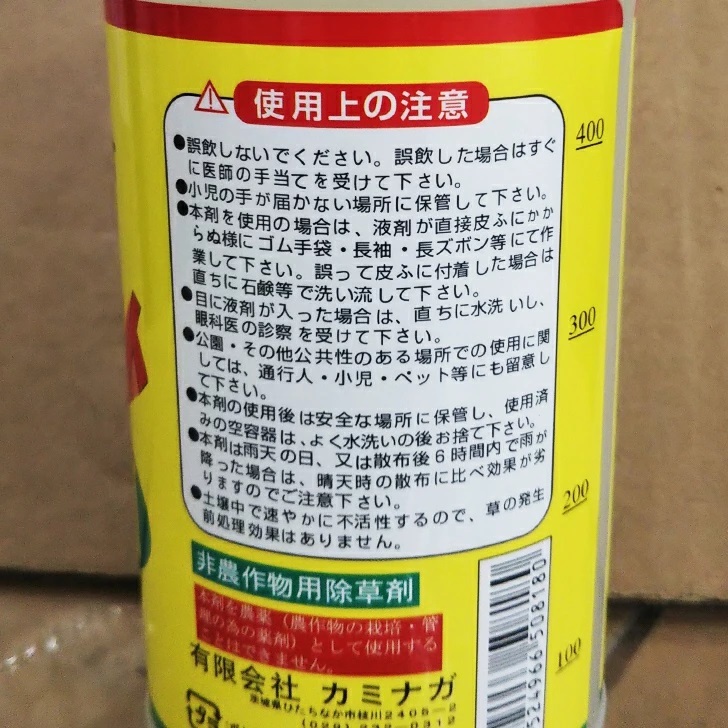 使用上の注意
●誤飲しないでください。誤飲した場合はすぐ
に医師の手当てを受けて下さい。
●小児の手が届かない場所に保管して下さい。
●本剤を使用の場合は、液剤が直接皮ふにかか
らぬ様にゴム手袋・長袖・長ズボン等にて作
業して下さい。誤って皮ふに付着した場合は
直ちに石鹸等で洗い流して下さい。
●目に液剤が入った場合は、直ちに水洗いし、
眼科医の診察を受けて下さい。
●公園・その他公共性のある場所での使用に関
しては、通行人・小児・ペット等にも留意し
て下さい。
●本剤の使用後は安全な場所に保管し、使用済
みの空容器は、よく水洗いの後お捨て下さい。
●本剤は雨天の日、又は散布後6時間内で雨が
降った場合は、晴天時の散布に比べ効果が劣
りますのでご注意下さい。
●土壌中で速やかに不活性するので、草の発生
前処理効果はありません。
非農作物用除草剤
本剤を農薬（農作物の栽培・管
理の為の薬剤）として使用する
ことはできません。
有限会社 カミナガ
茨城県ひたちなか市枝川2405-2
400
300
200
100
524966 508180